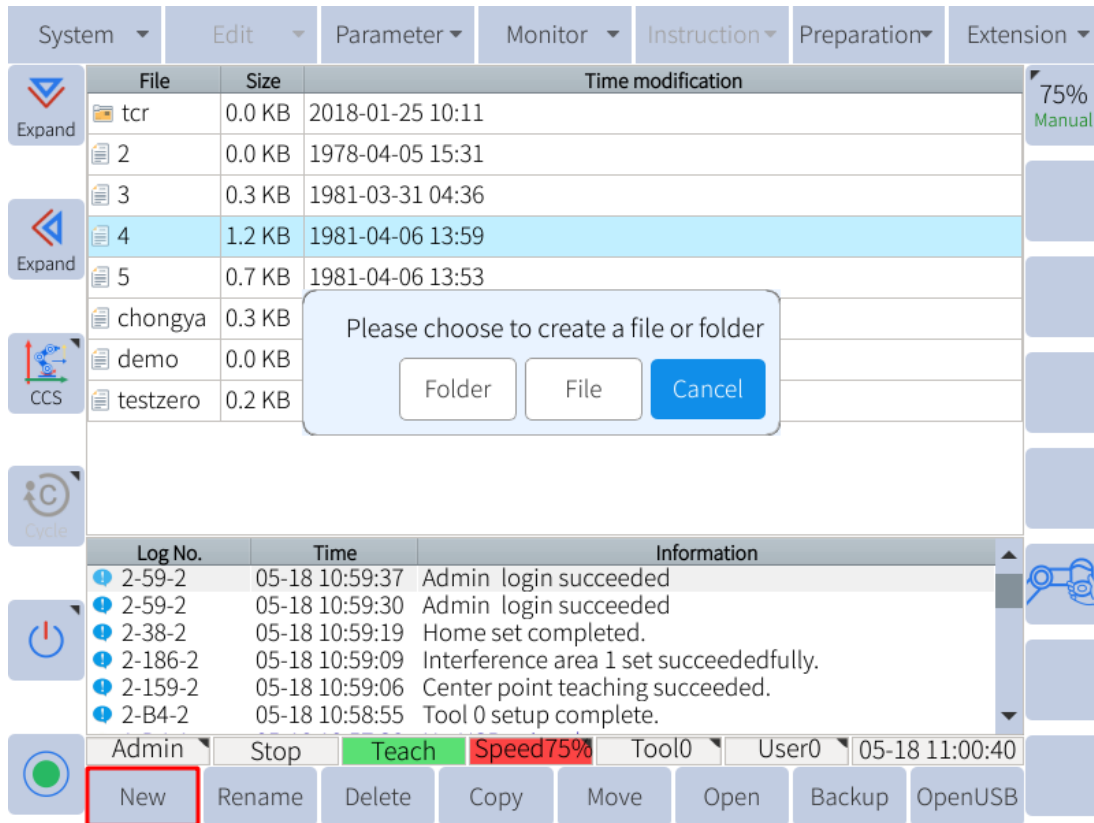 System Edit Parameter Monitor Instruction Preparation Extension
Expand
Expand
CCS
Cycle
File Size Time modification
tcr 0.0 KB 2018-01-25 10:11
2 0.0 KB 1978-04-05 15:31
3 0.3 KB 1981-03-31 04:36
4 1.2 KB 1981-04-06 13:59
5 0.7 KB 1981-04-06 13:53
chongya 0.3 KB
demo 0.0 KB
testzero 0.2 KB
Please choose to create a file or folder
Folder File Cancel
75%
Manual
Log No. Time Information
2-59-2 05-18 10:59:37 Admin login succeeded
2-59-2 05-18 10:59:30 Admin login succeeded
2-38-2 05-18 10:59:19 Home set completed.
2-186-2 05-18 10:59:09 Interference area 1 set succeededfully.
2-159-2 05-18 10:59:06 Center point teaching succeeded.
2-B4-2 05-18 10:58:55 Tool 0 setup complete.
Admin Stop Teach Speed75% Tool0 User0 05-18 11:00:40
New Rename Delete Copy Move Open Backup OpenUSB